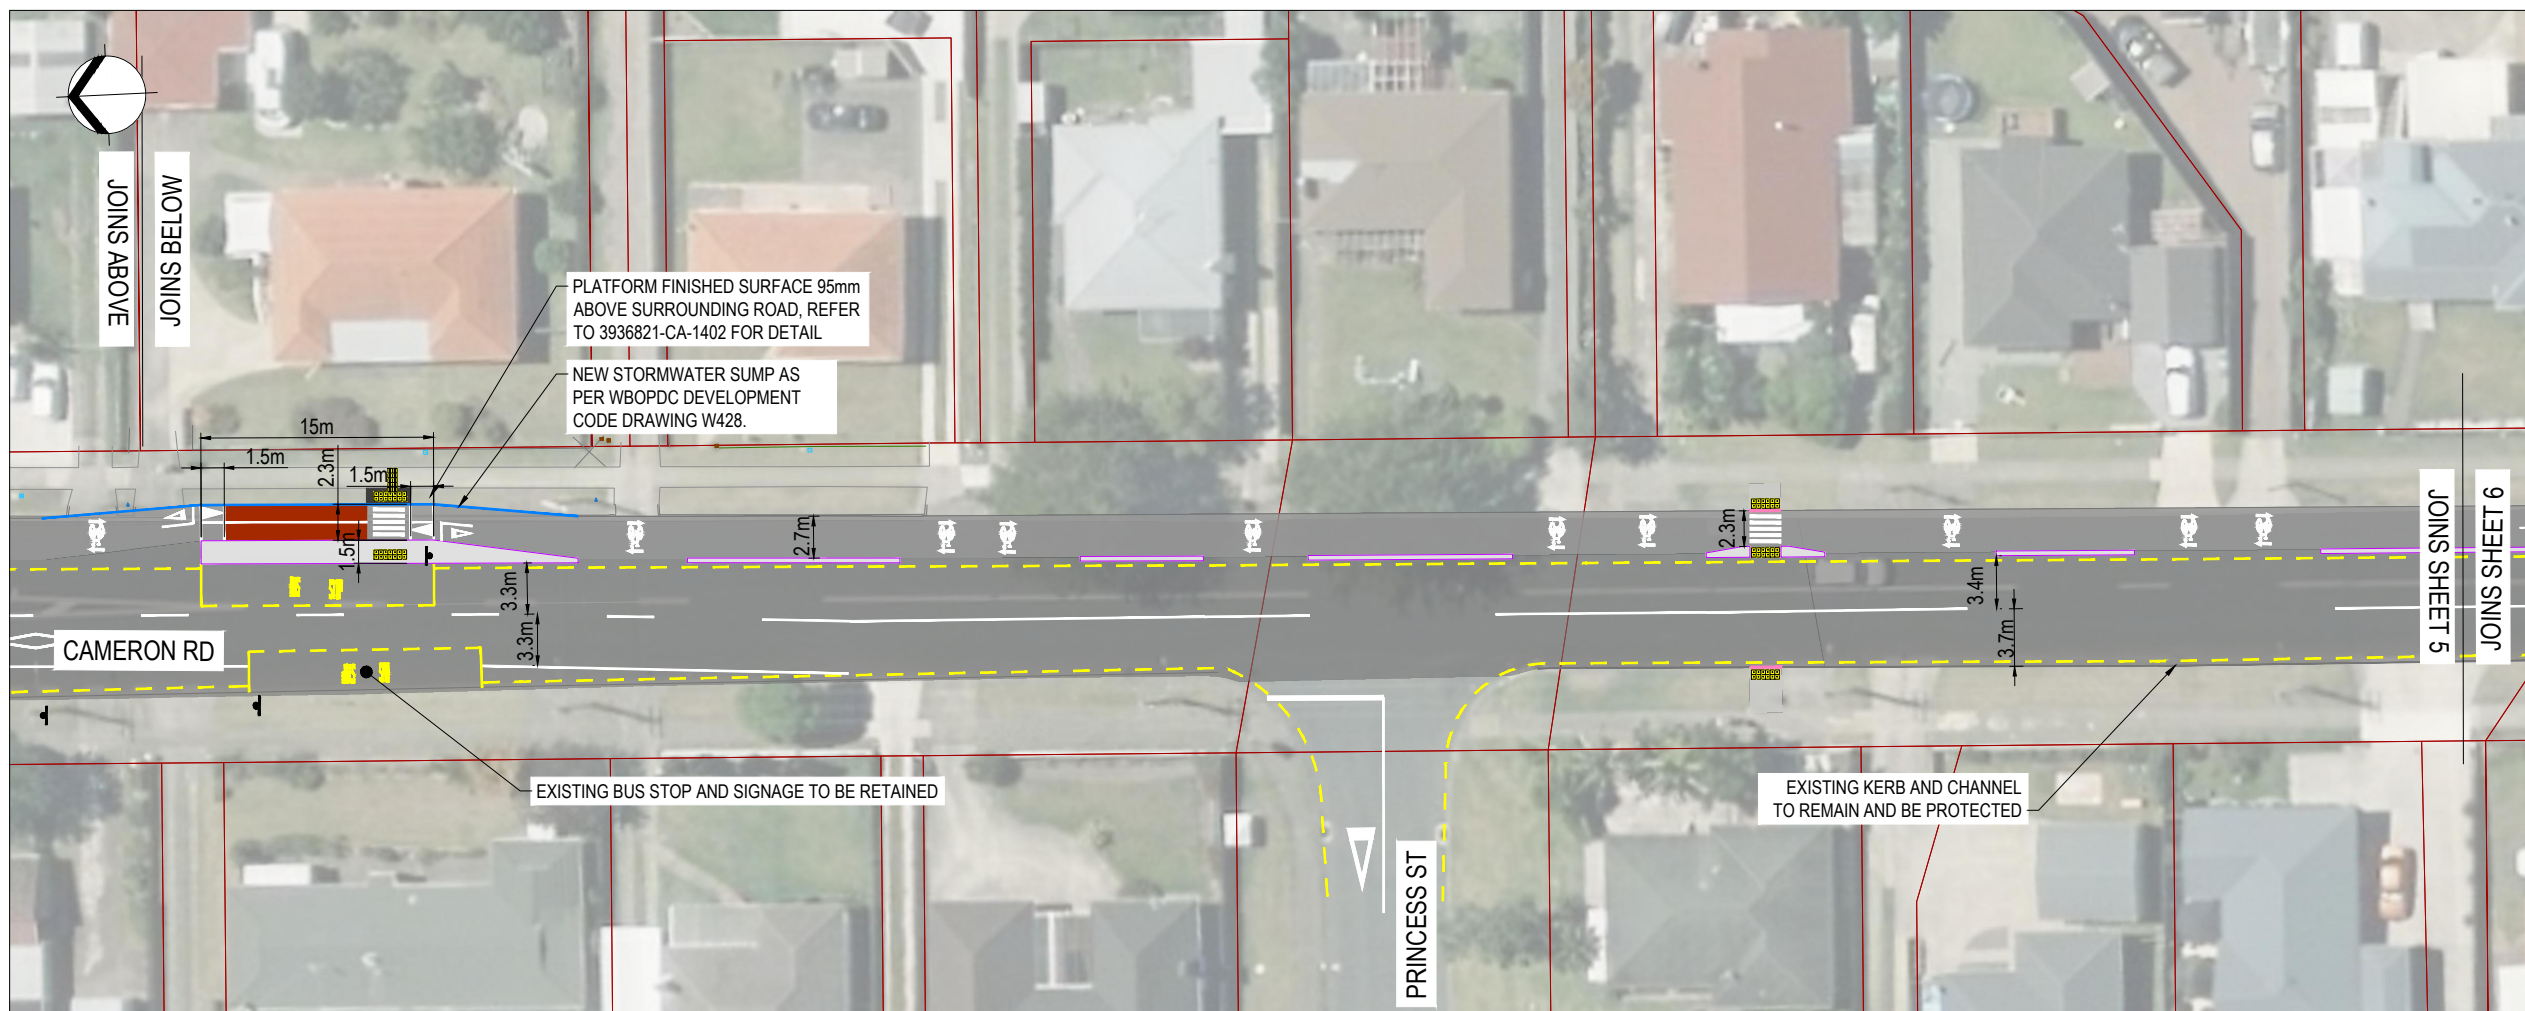 JOINS ABOVE
JOINS BELOW
PLATFORM FINISHED SURFACE 95mm
ABOVE SURROUNDING ROAD, REFER
TO 3936821-CA-1402 FOR DETAIL
NEW STORMWATER SUMP AS
PER WBOPDC DEVELOPMENT
CODE DRAWING W428.
15m
1.5m
2.3m
1.5m
1.5m
2.7m
2.3m
3.3m
3.3m
3.4m
3.7m
CAMERON RD
JOINS SHEET 5
JOINS SHEET 6
EXISTING BUS STOP AND SIGNAGE TO BE RETAINED
EXISTING KERB AND CHANNEL
TO REMAIN AND BE PROTECTED
PRINCESS ST